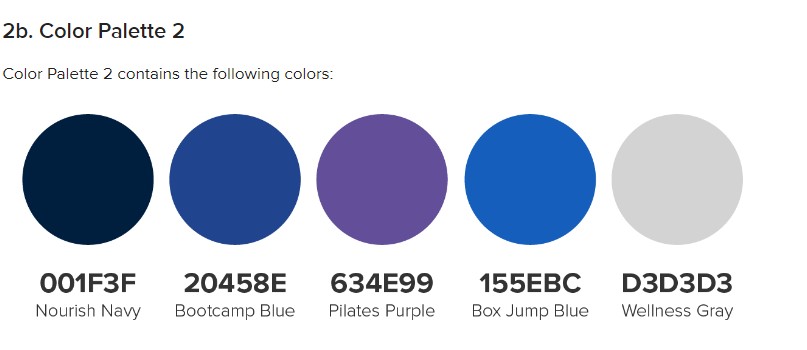 2b. Color Palette 2
Color Palette 2 contains the following colors:
001F3F 20458E 634E99 155EBC D3D3D3
Nourish Navy Bootcamp Blue Pilates Purple Box Jump Blue Wellness Gray